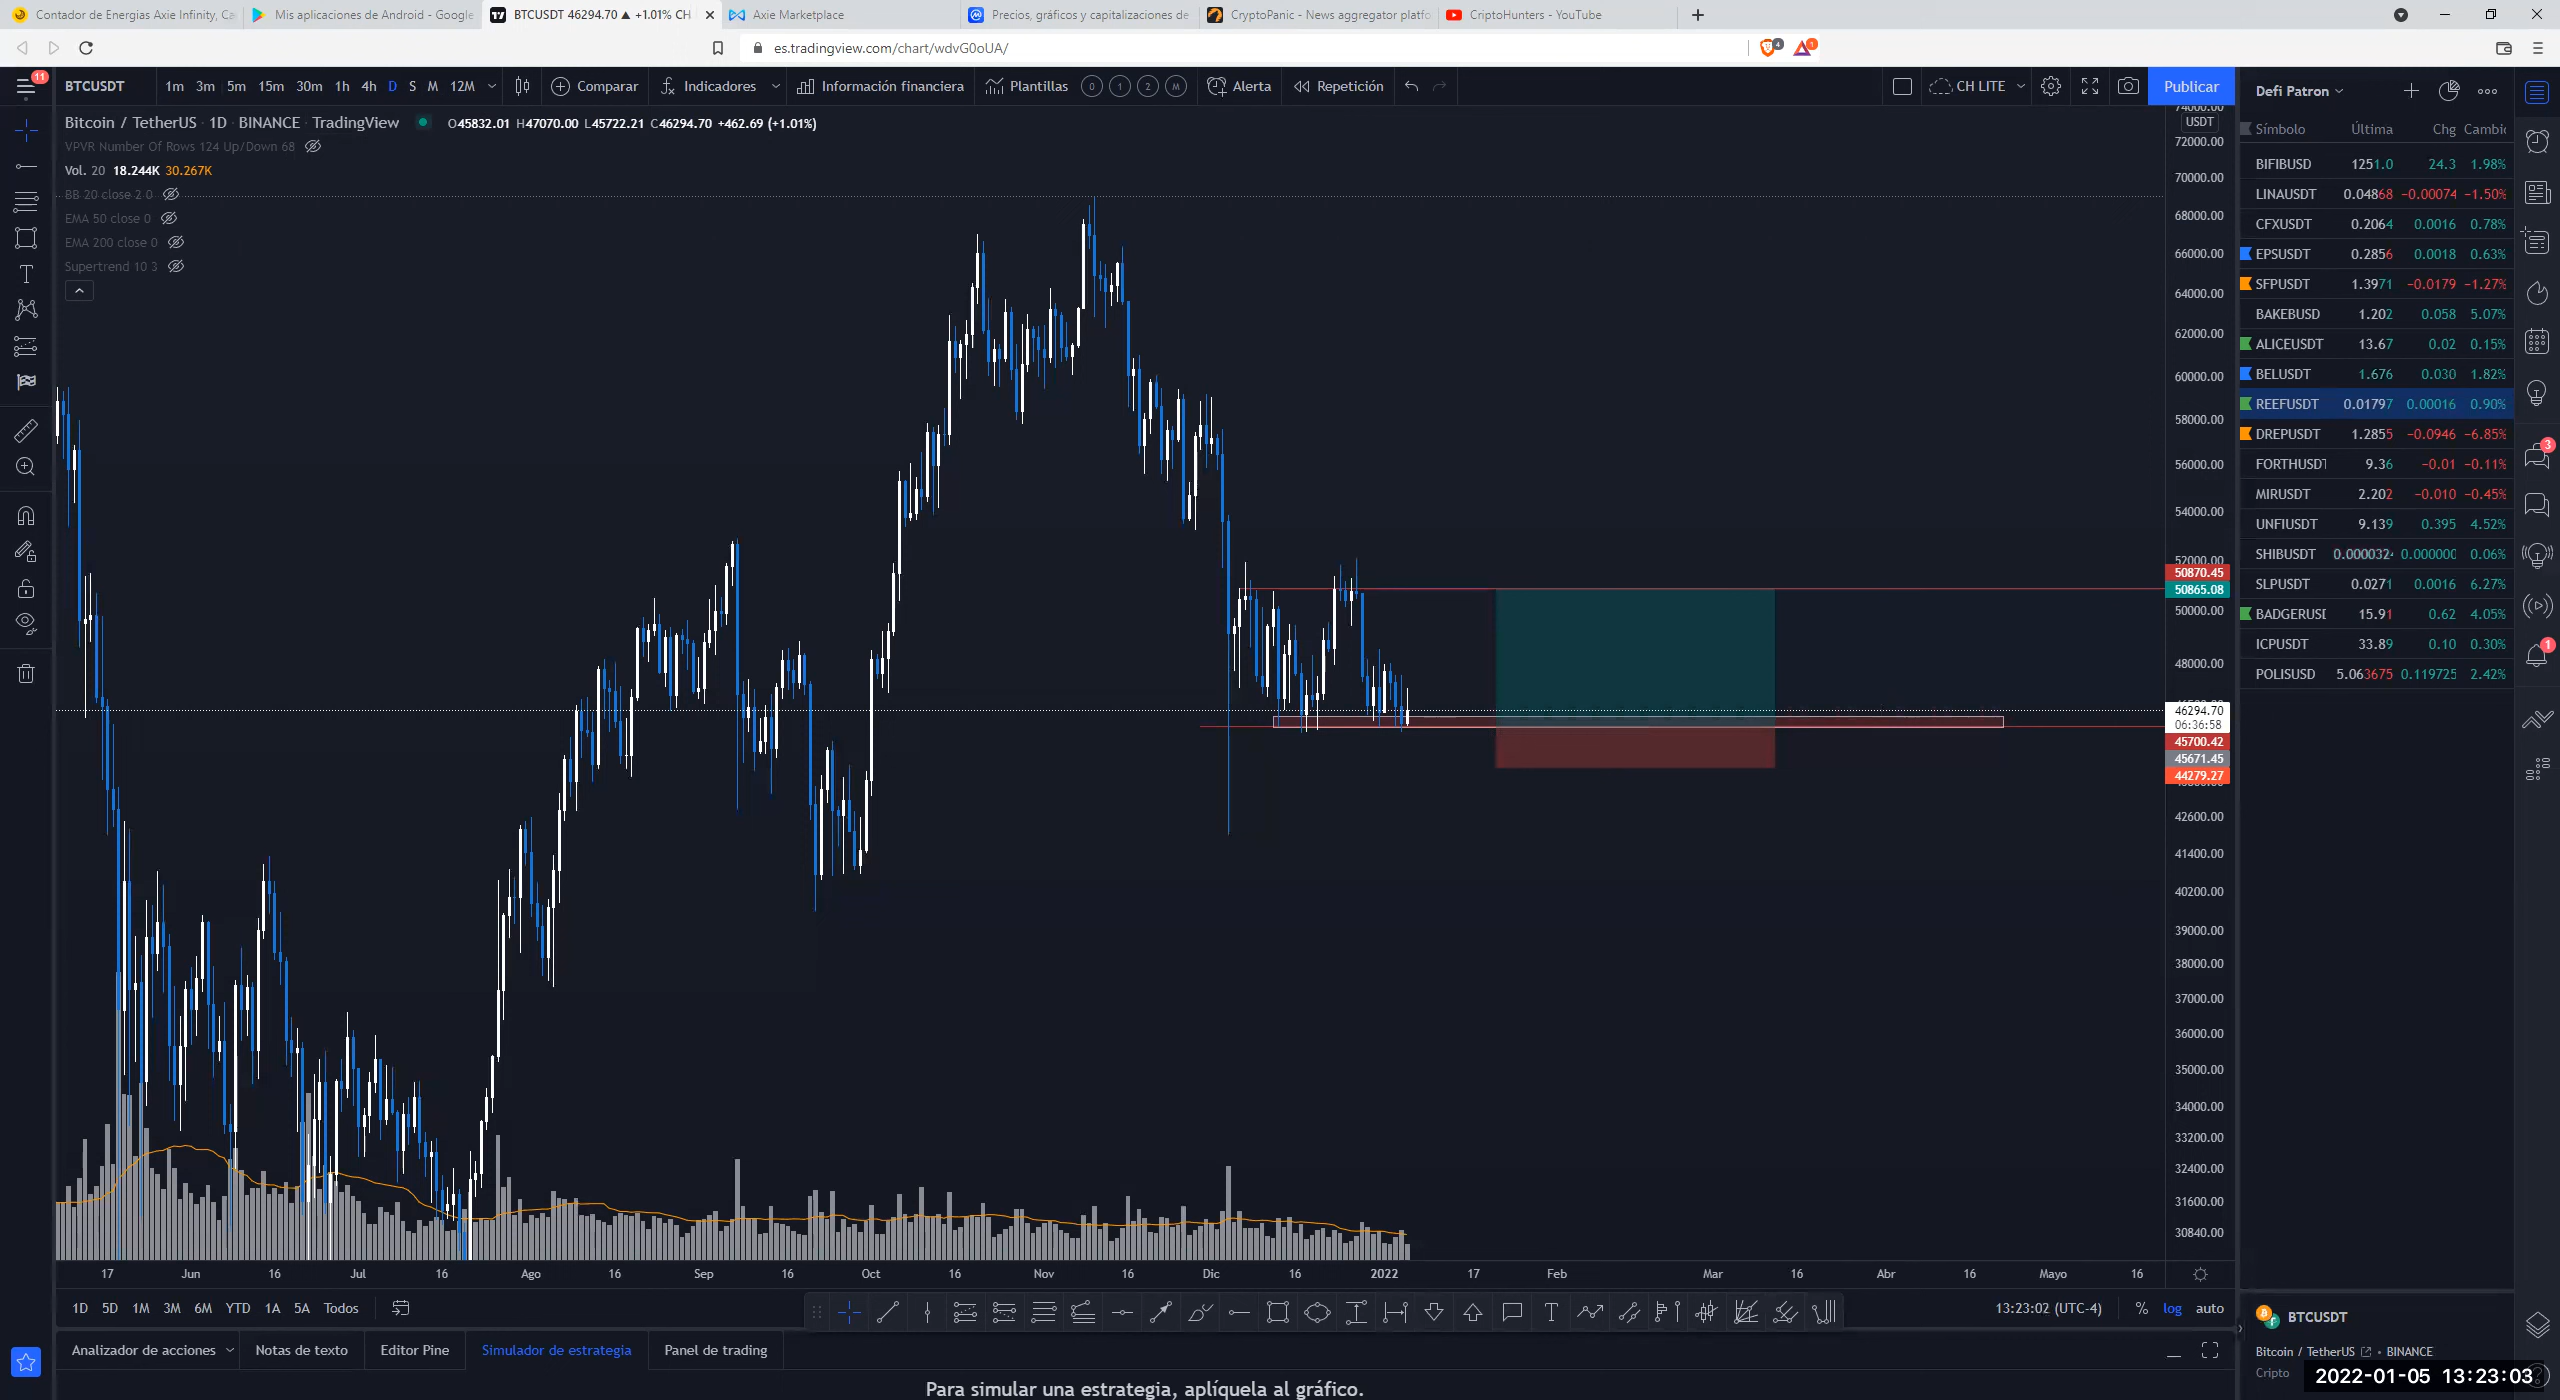 Contador de Energias Axie Infinity, Ca
Mis aplicaciones de Android - Google
BTCUSDT 46294.70 ▲ +1.01% CH
Axie Marketplace
Precios, gráficos y capitalizaciones de
CryptoPanic - News aggregator platfo
CriptoHunters - YouTube
es.tradingview.com/chart/wdvG0oUA/
4
1
11
BTCUSDT
1m 3m 5m 15m 30m 1h 4h D S M 12M
Comparar
Indicadores
Información financiera
Plantillas
0 1 2 M
Alerta
Repetición
CH LITE
Publicar
Bitcoin / TetherUS · 1D · BINANCE · TradingView
O45832.01 H47070.00 L45722.21 C46294.70 +462.69 (+1.01%)
VPVR Number Of Rows 124 Up/Down 68
Vol. 20 18.244K 30.267K
BB 20 close 2 0
EMA 50 close 0
EMA 200 close 0
Supertrend 10 3
74000.00
USDT
72000.00
70000.00
68000.00
66000.00
64000.00
62000.00
60000.00
58000.00
56000.00
54000.00
52000.00
50870.45
50865.08
50000.00
48000.00
46294.70
06:36:58
45700.42
45671.45
44279.27
42600.00
41400.00
40200.00
39000.00
38000.00
37000.00
36000.00
35000.00
34000.00
33200.00
32400.00
31600.00
30840.00
17 Jun 16 Jul 16 Ago 16 Sep 16 Oct 16 Nov 16 Dic 16 2022 17 Feb Mar 16 Abr 16 Mayo 16
1D 5D 1M 3M 6M YTD 1A 5A Todos
13:23:02 (UTC-4) % log auto
Analizador de acciones
Notas de texto
Editor Pine
Simulador de estrategia
Panel de trading
Para simular una estrategia, aplíquela al gráfico.
Defi Patron
Símbolo Última Chg Cambio
BIFIBUSD 1251.0 24.3 1.98%
LINAUSDT 0.04868 -0.00074 -1.50%
CFXUSDT 0.2064 0.0016 0.78%
EPSUSDT 0.2856 0.0018 0.63%
SFPUSDT 1.3971 -0.0179 -1.27%
BAKEBUSD 1.202 0.058 5.07%
ALICEUSDT 13.67 0.02 0.15%
BELUSDT 1.676 0.030 1.82%
REEFUSDT 0.01797 0.00016 0.90%
DREPUSDT 1.2855 -0.0946 -6.85%
FORTHUSDT 9.36 -0.01 -0.11%
MIRUSDT 2.202 -0.010 -0.45%
UNFIUSDT 9.139 0.395 4.52%
SHIBUSDT 0.0000324 0.000000 0.06%
SLPUSDT 0.0271 0.0016 6.27%
BADGERUSD 15.91 0.62 4.05%
ICPUSDT 33.89 0.10 0.30%
POLISUSD 5.063675 0.119725 2.42%
3
1
BTCUSDT
Bitcoin / TetherUS • BINANCE
Cripto
2022-01-05 13:23:03